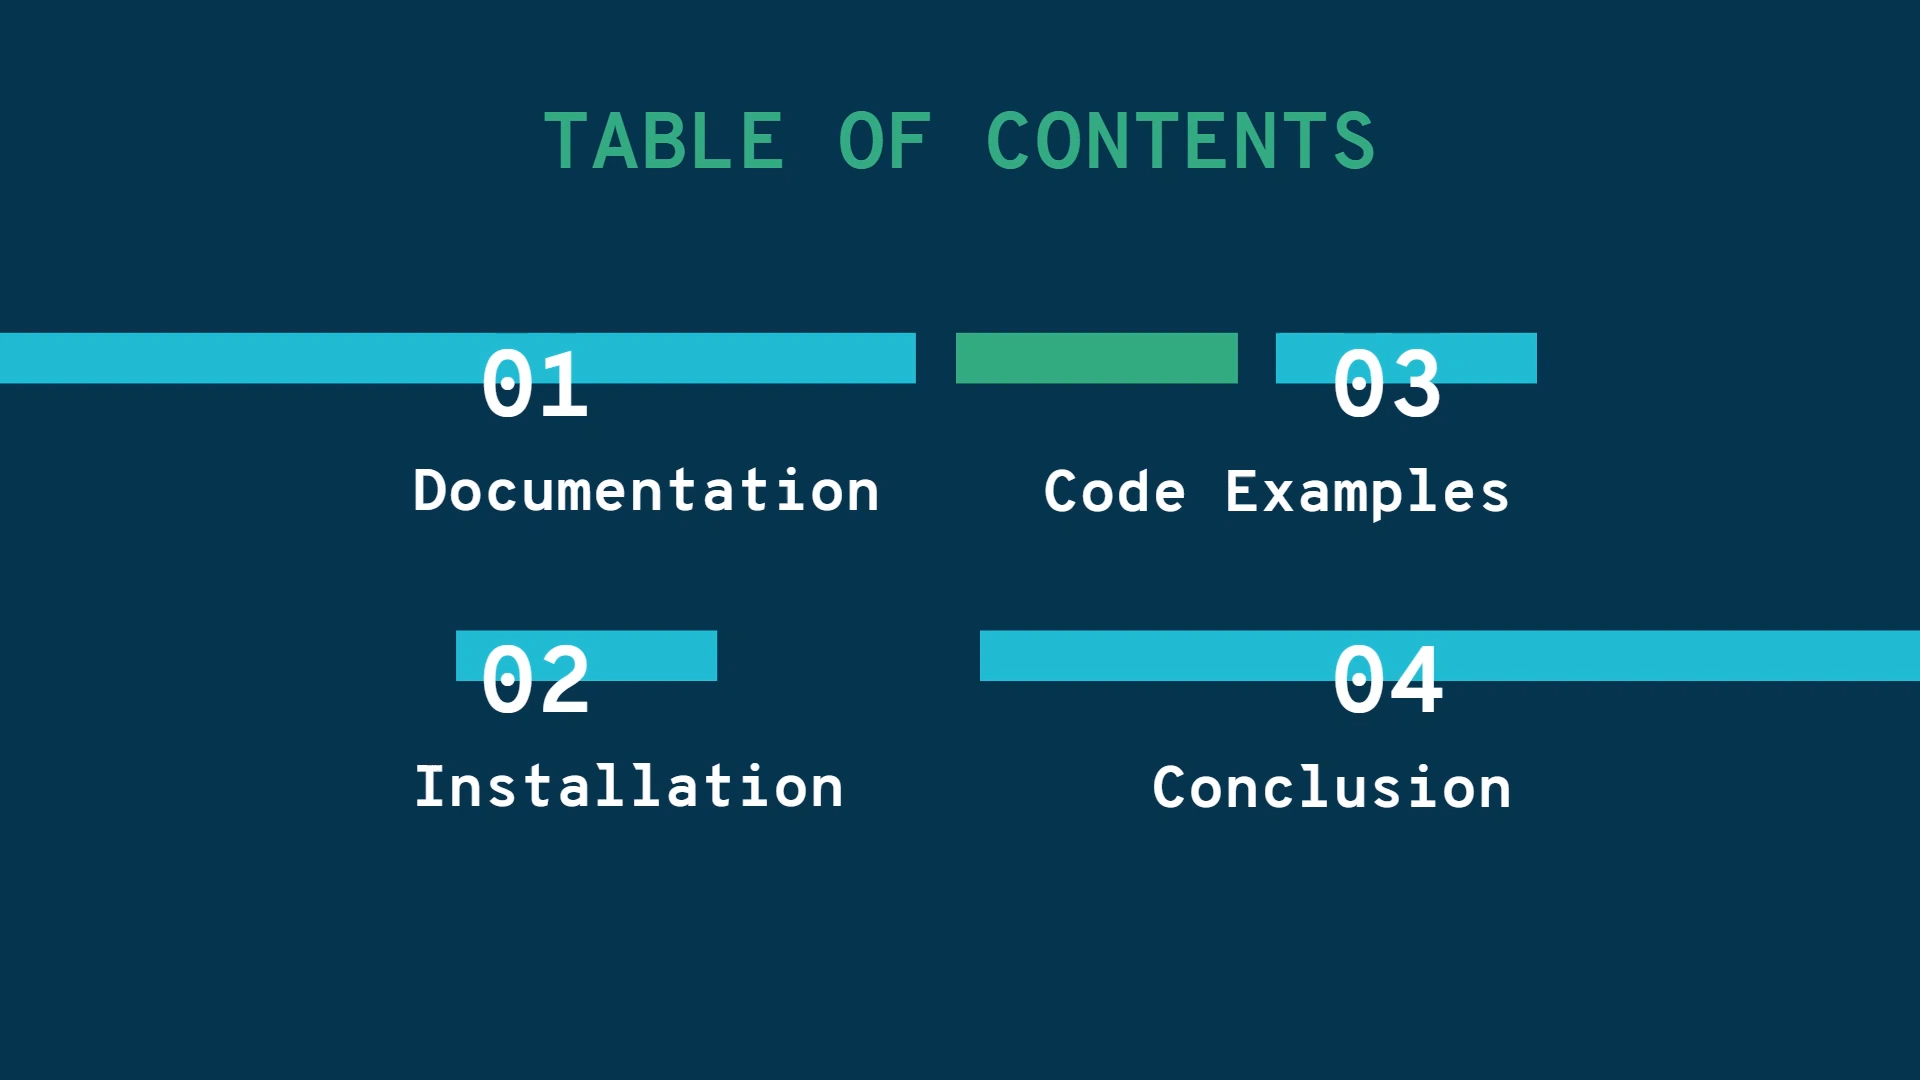 TABLE OF CONTENTS
01
Documentation
02
Installation
03
Code Examples
04
Conclusion